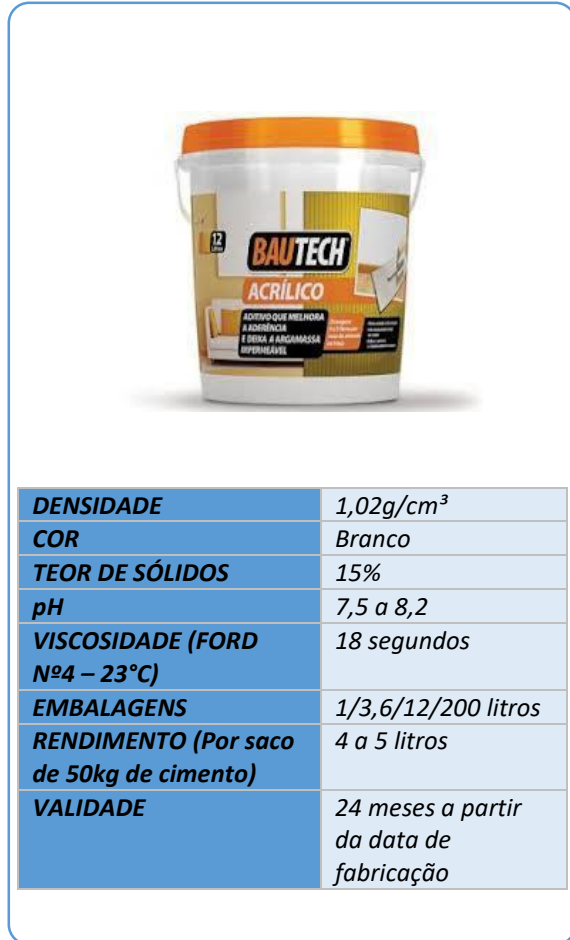 12
Litros
BAUTECH
ACRÍLICO
ADITIVO QUE MELHORA
A ADERÊNCIA
E DEIXA A ARGAMASSA
IMPERMEÁVEL
DENSIDADE 1,02g/cm³
COR Branco
TEOR DE SÓLIDOS 15%
pH 7,5 a 8,2
VISCOSIDADE (FORD 18 segundos
Nº4 – 23°C)
EMBALAGENS 1/3,6/12/200 litros
RENDIMENTO (Por saco 4 a 5 litros
de 50kg de cimento)
VALIDADE 24 meses a partir
da data de
fabricação